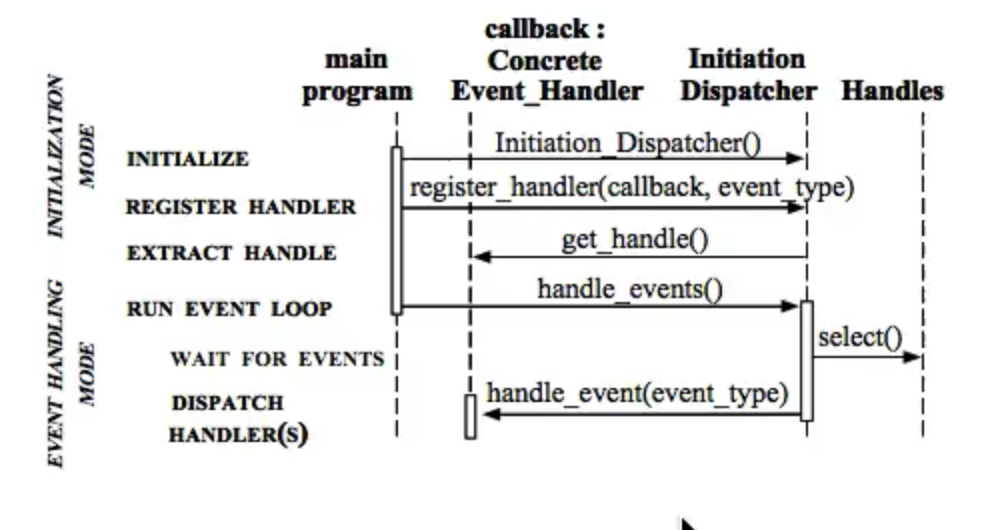 callback :
main Concrete Initiation
program Event_Handler Dispatcher Handles
INITIALIZATION
MODE
INITIALIZE
Initiation_Dispatcher()
register_handler(callback, event_type)
REGISTER HANDLER
get_handle()
EXTRACT HANDLE
EVENT HANDLING
MODE
handle_events()
RUN EVENT LOOP
select()
WAIT FOR EVENTS
handle_event(event_type)
DISPATCH
HANDLER(S)